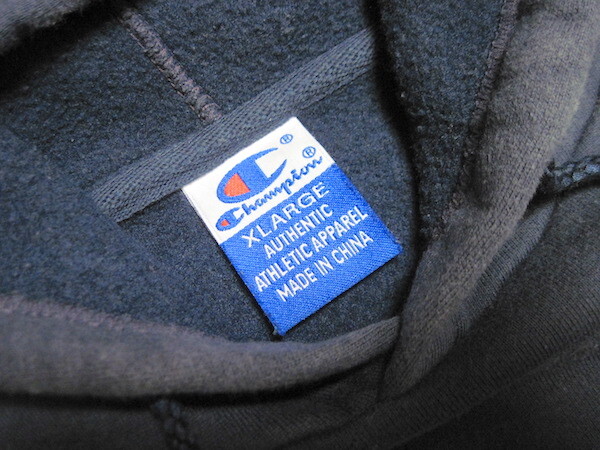 ®
Champion®
XLARGE
AUTHENTIC
ATHLETIC APPAREL
MADE IN CHINA